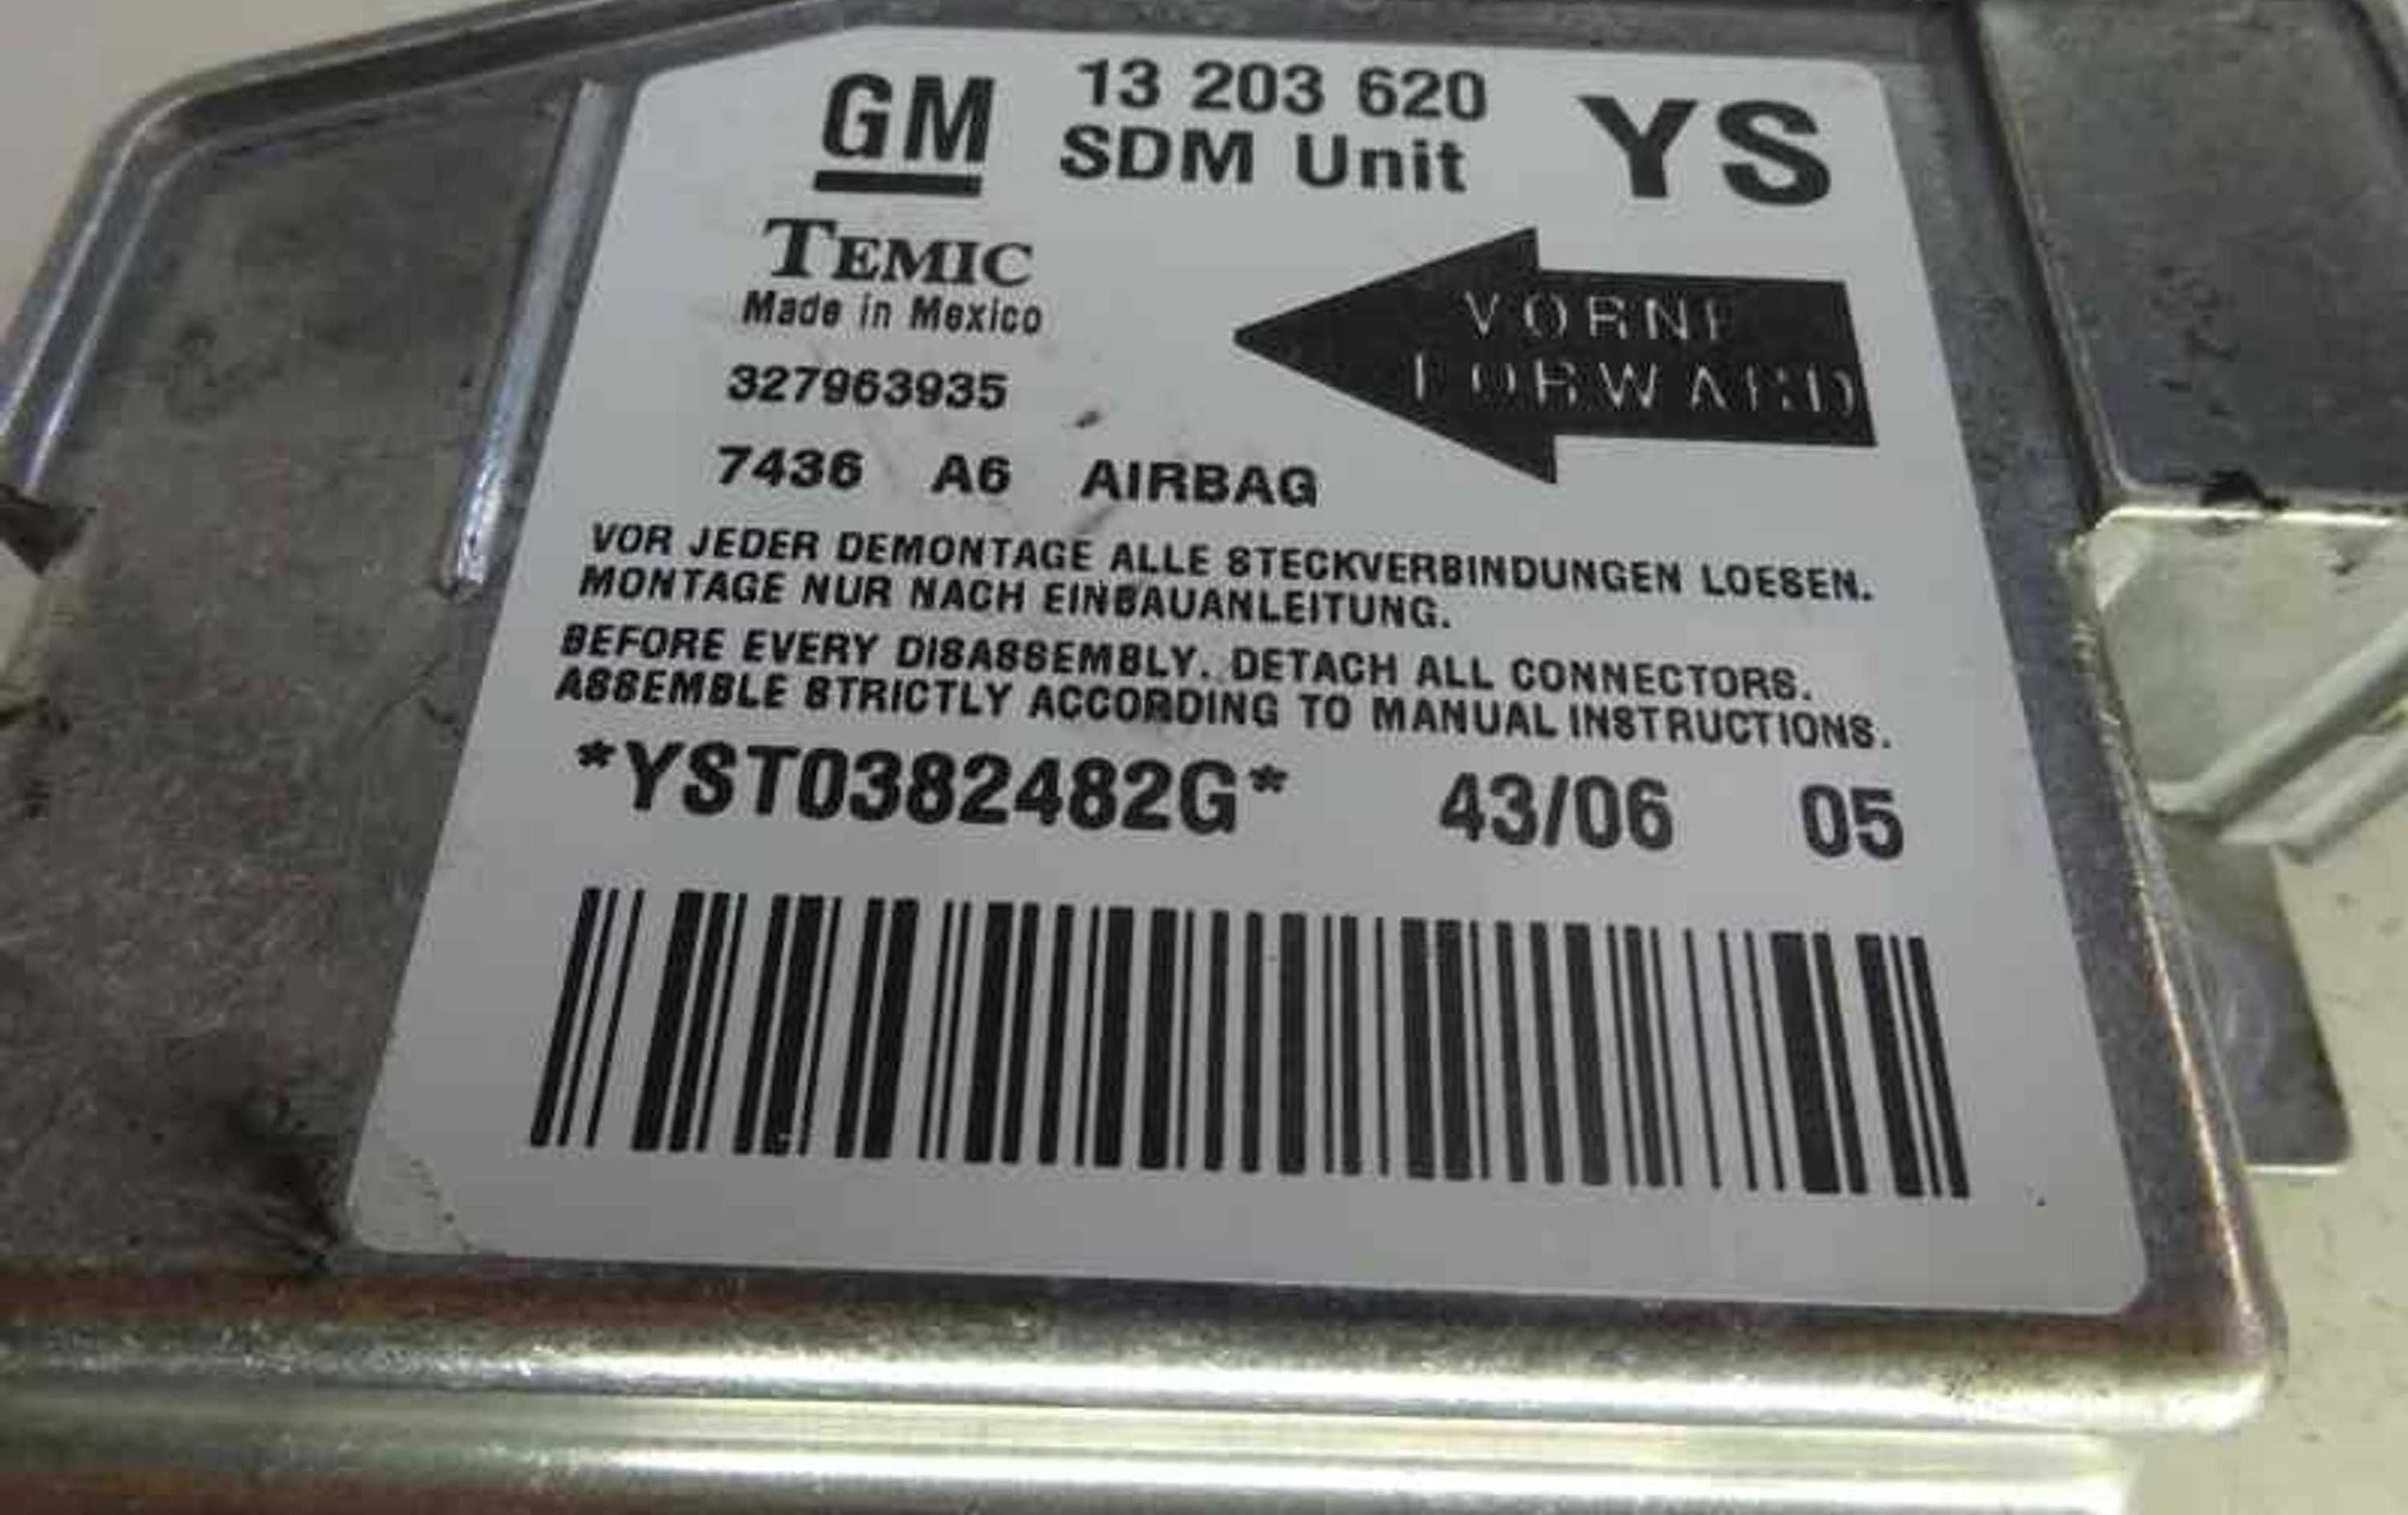 GM 13 203 620 YS
SDM Unit
TEMIC
Made in Mexico
VORNE
FORWARD
327963935
7436 A6 AIRBAG
VOR JEDER DEMONTAGE ALLE STECKVERBINDUNGEN LOESEN.
MONTAGE NUR NACH EINBAUANLEITUNG.
BEFORE EVERY DISASSEMBLY. DETACH ALL CONNECTORS.
ASSEMBLE STRICTLY ACCORDING TO MANUAL INSTRUCTIONS.
*YST0382482G* 43/06 05